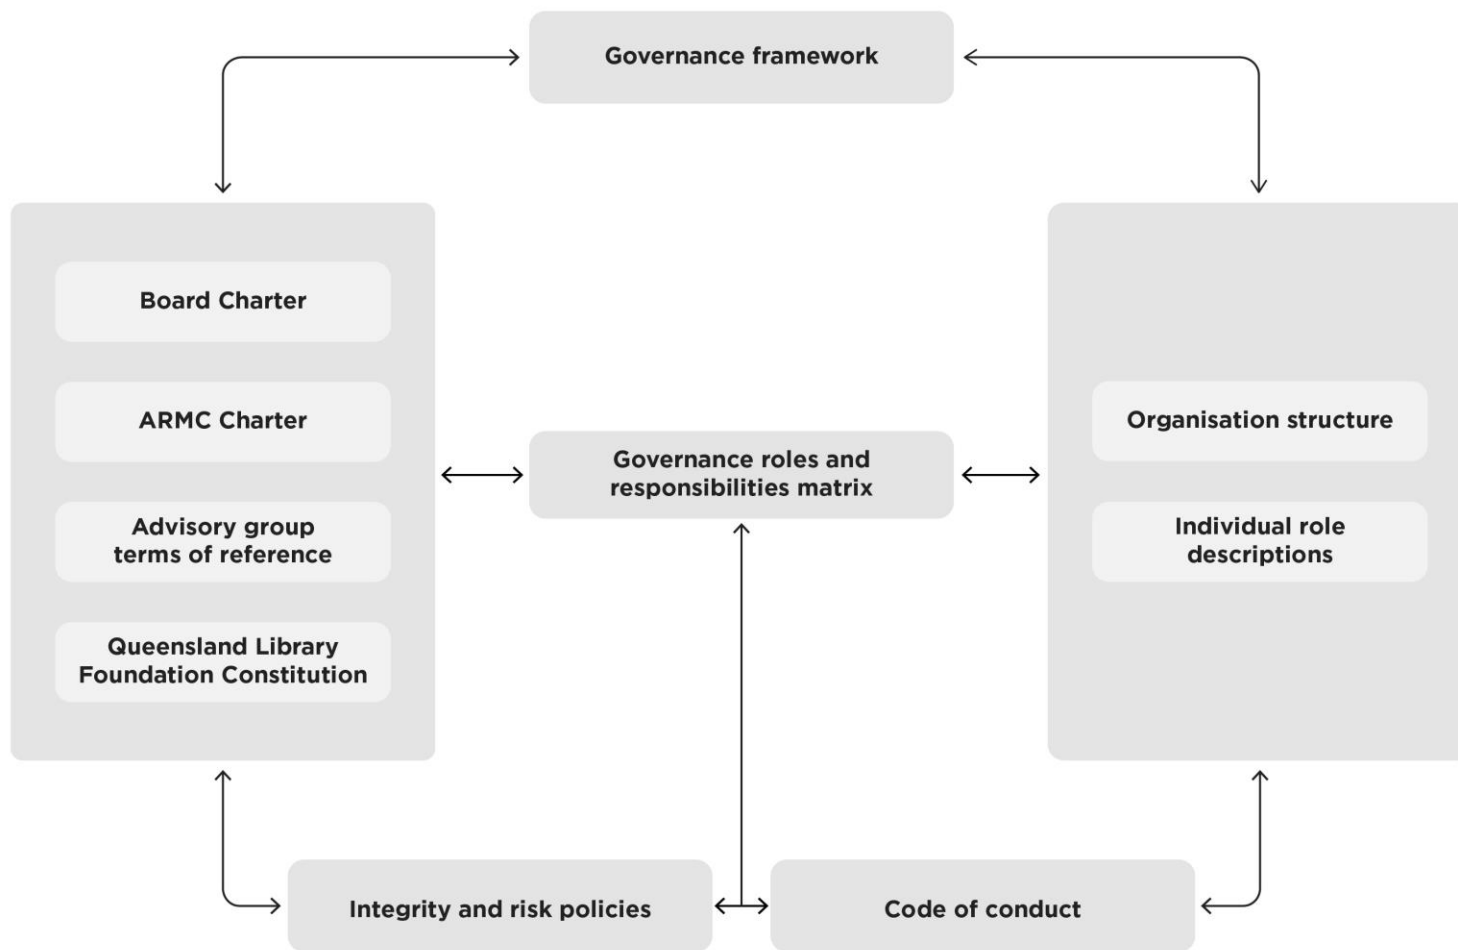 Governance framework
Board Charter
ARMC Charter
Advisory group
terms of reference
Queensland Library
Foundation Constitution
Governance roles and
responsibilities matrix
Organisation structure
Individual role
descriptions
Integrity and risk policies
Code of conduct